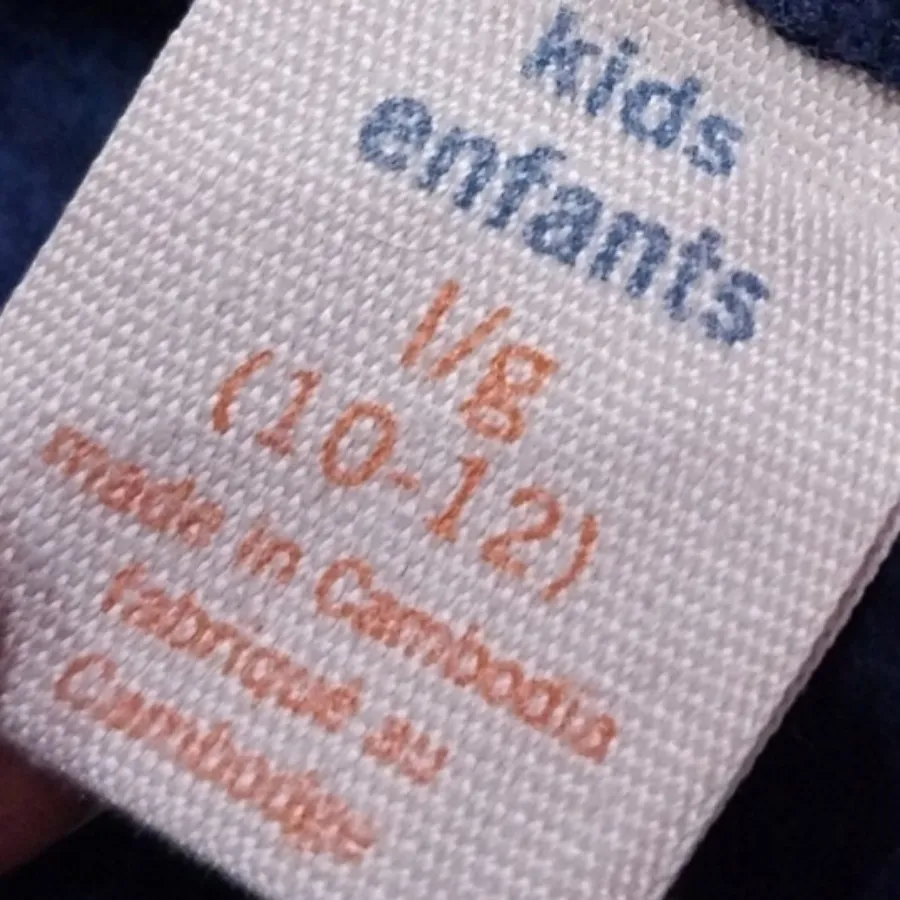 kids
enfants
l/g
(10-12)
made in Cambodia
fabriqué au
Cambodge